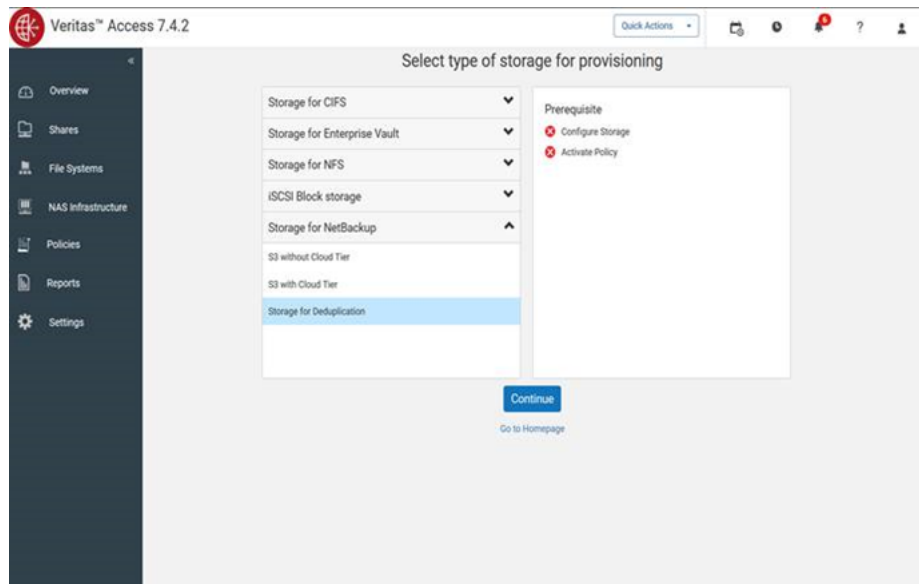 Veritas™ Access 7.4.2
Quick Actions
6
?
Select type of storage for provisioning
Overview
Shares
File Systems
NAS Infrastructure
Policies
Reports
Settings
Storage for CIFS
Storage for Enterprise Vault
Storage for NFS
iSCSI Block storage
Storage for NetBackup
S3 without Cloud Tier
S3 with Cloud Tier
Storage for Deduplication
Prerequisite
Configure Storage
Activate Policy
Continue
Go to Homepage